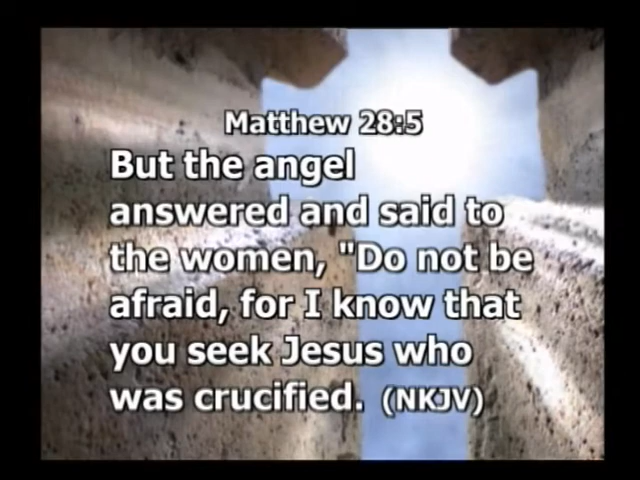 Matthew 28:5
But the angel
answered and said to
the women, "Do not be
afraid, for I know that
you seek Jesus who
was crucified. (NKJV)